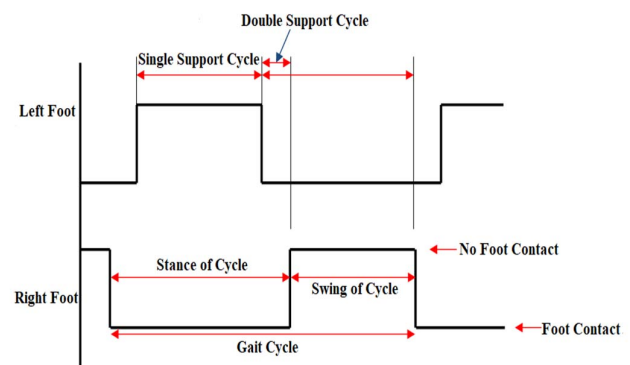 Double Support Cycle
Single Support Cycle
Left Foot
No Foot Contact
Stance of Cycle
Swing of Cycle
Right Foot
Foot Contact
Gait Cycle